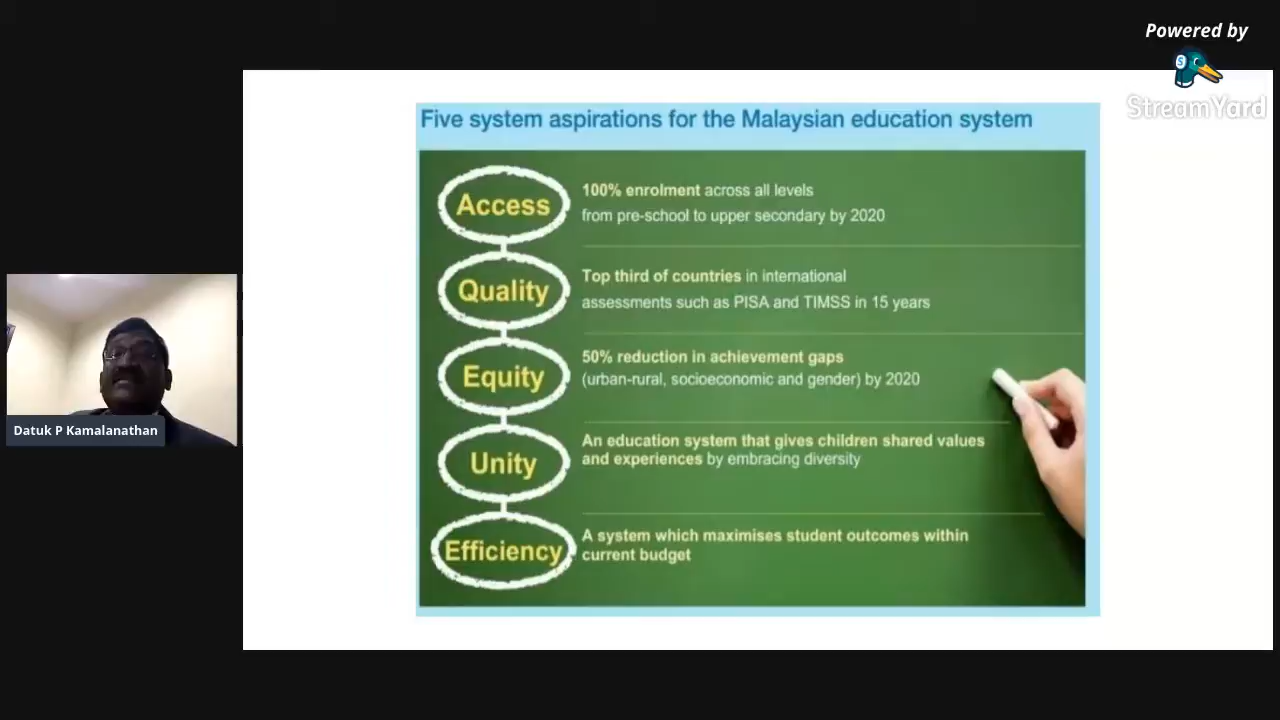 Powered by
StreamYard
Five system aspirations for the Malaysian education system
Access
100% enrolment across all levels
from pre-school to upper secondary by 2020
Quality
Top third of countries in international
assessments such as PISA and TIMSS in 15 years
Equity
50% reduction in achievement gaps
(urban-rural, socioeconomic and gender) by 2020
Unity
An education system that gives children shared values
and experiences by embracing diversity
Efficiency
A system which maximises student outcomes within
current budget
Datuk P Kamalanathan